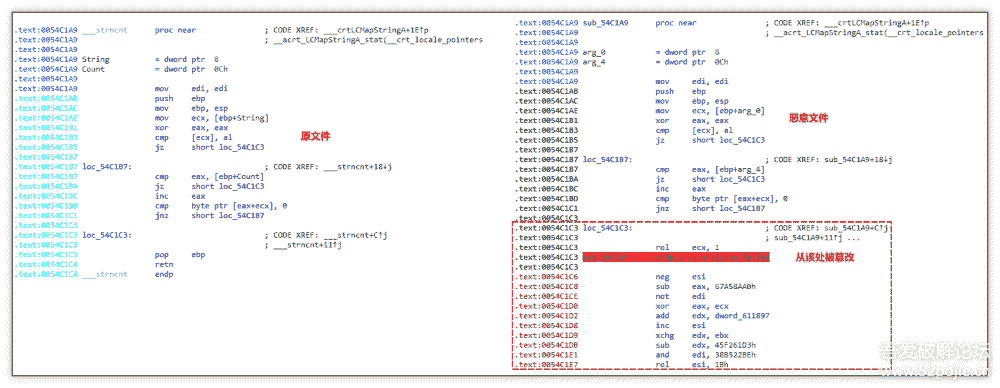 .text:0054C1A9 ___strncnt proc near ; CODE XREF: ___crtLCMapStringA+1E↑p
.text:0054C1A9 ; __acrt_LCMapStringA_stat(__crt_locale_pointers
.text:0054C1A9
.text:0054C1A9 String = dword ptr 8
.text:0054C1A9 Count = dword ptr 0Ch
.text:0054C1A9
.text:0054C1A9 mov edi, edi
.text:0054C1AB push ebp
.text:0054C1AC mov ebp, esp
.text:0054C1AE mov ecx, [ebp+String]
.text:0054C1B1 xor eax, eax
原文件
.text:0054C1B3 cmp [ecx], al
.text:0054C1B5 jz short loc_54C1C3
.text:0054C1B7
.text:0054C1B7 loc_54C1B7: ; CODE XREF: ___strncnt+18↓j
.text:0054C1B7 cmp eax, [ebp+Count]
.text:0054C1BA jz short loc_54C1C3
.text:0054C1BC inc eax
.text:0054C1BD cmp byte ptr [eax+ecx], 0
.text:0054C1C1 jnz short loc_54C1B7
.text:0054C1C3
.text:0054C1C3 loc_54C1C3: ; CODE XREF: ___strncnt+C↑j
.text:0054C1C3 ; ___strncnt+11↑j
.text:0054C1C3 pop ebp
.text:0054C1C4 retn
.text:0054C1C4 ___strncnt endp
.text:0054C1A9 sub_54C1A9 proc near ; CODE XREF: ___crtLCMapStringA+1E↑p
.text:0054C1A9 ; __acrt_LCMapStringA_stat(__crt_locale_pointers
.text:0054C1A9
.text:0054C1A9 arg_0 = dword ptr 8
.text:0054C1A9 arg_4 = dword ptr 0Ch
.text:0054C1A9
.text:0054C1A9 mov edi, edi
.text:0054C1AB push ebp
.text:0054C1AC mov ebp, esp
.text:0054C1AE mov ecx, [ebp+arg_0]
恶意文件
.text:0054C1B1 xor eax, eax
.text:0054C1B3 cmp [ecx], al
.text:0054C1B5 jz short loc_54C1C3
.text:0054C1B7
.text:0054C1B7 loc_54C1B7: ; CODE XREF: sub_54C1A9+18↓j
.text:0054C1B7 cmp eax, [ebp+arg_4]
.text:0054C1BA jz short loc_54C1C3
.text:0054C1BC inc eax
.text:0054C1BD cmp byte ptr [eax+ecx], 0
.text:0054C1C1 jnz short loc_54C1B7
.text:0054C1C3
.text:0054C1C3 loc_54C1C3: ; CODE XREF: sub_54C1A9+C↑j
.text:0054C1C3 ; sub_54C1A9+11↑j ...
.text:0054C1C3 rol ecx, 1
.text:0054C1C3
从该处被篡改
.text:0054C1C3
.text:0054C1C6 neg esi
.text:0054C1C8 sub eax, 67A58AA0h
.text:0054C1CE not edi
.text:0054C1D0 xor eax, ecx
.text:0054C1D2 add edx, dword_611897
.text:0054C1D8 inc esi
.text:0054C1D9 xchg edx, ebx
.text:0054C1DB sub edx, 45F261D3h
.text:0054C1E1 and edi, 38B522BEh
.text:0054C1E7 rol esi, 1Bh
吾爱破解论坛
www.52pojie.cn